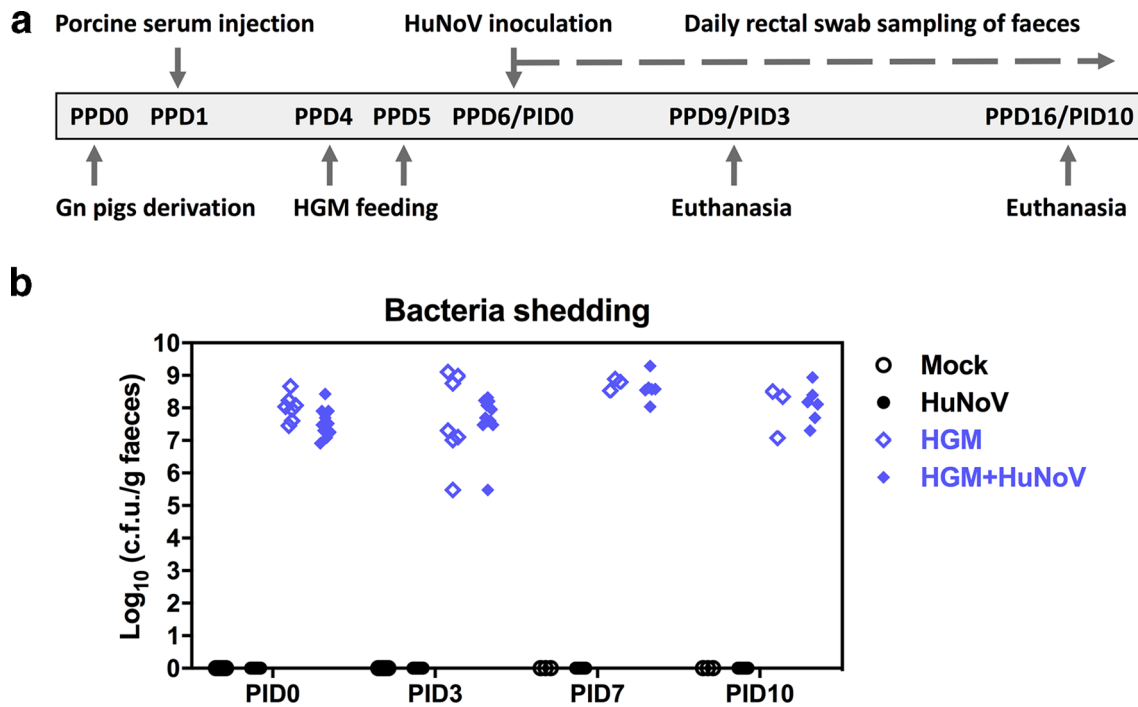 a
Porcine serum injection HuNoV inoculation Daily rectal swab sampling of faeces
PPD0 PPD1 PPD4 PPD5 PPD6/PID0 PPD9/PID3 PPD16/PID10
Gn pigs derivation HGM feeding Euthanasia Euthanasia
b
Bacteria shedding
Log10 (c.f.u./g faeces)
10
9
8
7
6
5
4
3
2
1
0
PID0 PID3 PID7 PID10
Mock
HuNoV
HGM
HGM+HuNoV